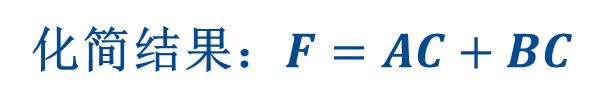 化简结果：F = AC + BC